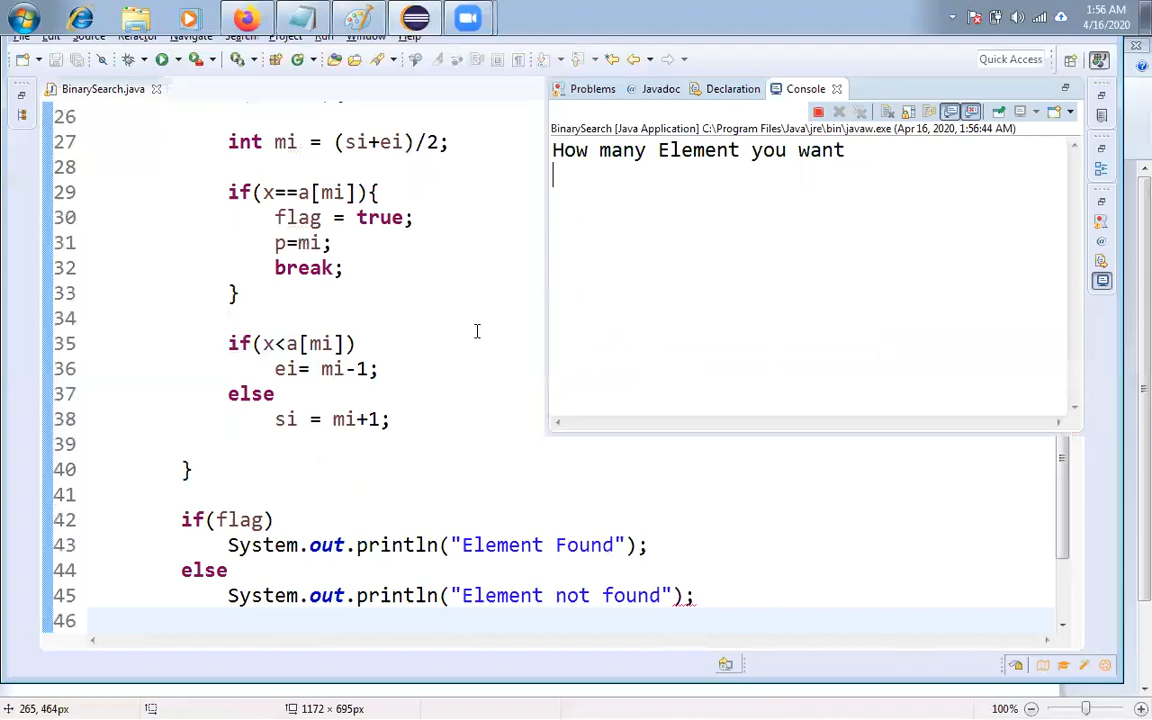 1:56 AM
4/16/2020
File Edit Source Refactor Navigate Search Project Run Window Help
Quick Access
BinarySearch.java
Problems @ Javadoc Declaration Console
BinarySearch [Java Application] C:\Program Files\Java\jre\bin\javaw.exe (Apr 16, 2020, 1:56:44 AM)
How many Element you want
26
27 int mi = (si+ei)/2;
28
29 if(x==a[mi]){
30 flag = true;
31 p=mi;
32 break;
33 }
34
35 if(x<a[mi])
36 ei= mi-1;
37 else
38 si = mi+1;
39
40 }
41
42 if(flag)
43 System.out.println("Element Found");
44 else
45 System.out.println("Element not found");
46
265, 464px
1172 × 695px
100%